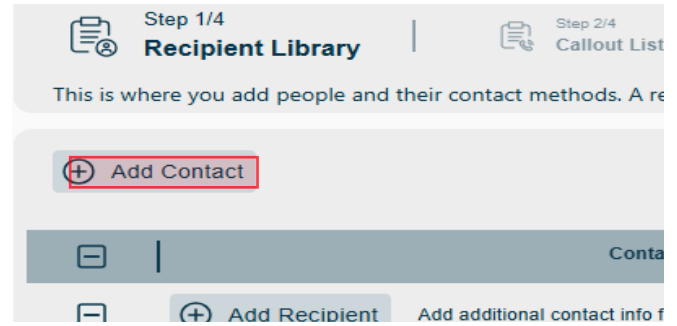 Step 1/4
Recipient Library
Step 2/4
Callout List
This is where you add people and their contact methods. A
Add Contact
Add Recipient
Add additional contact info